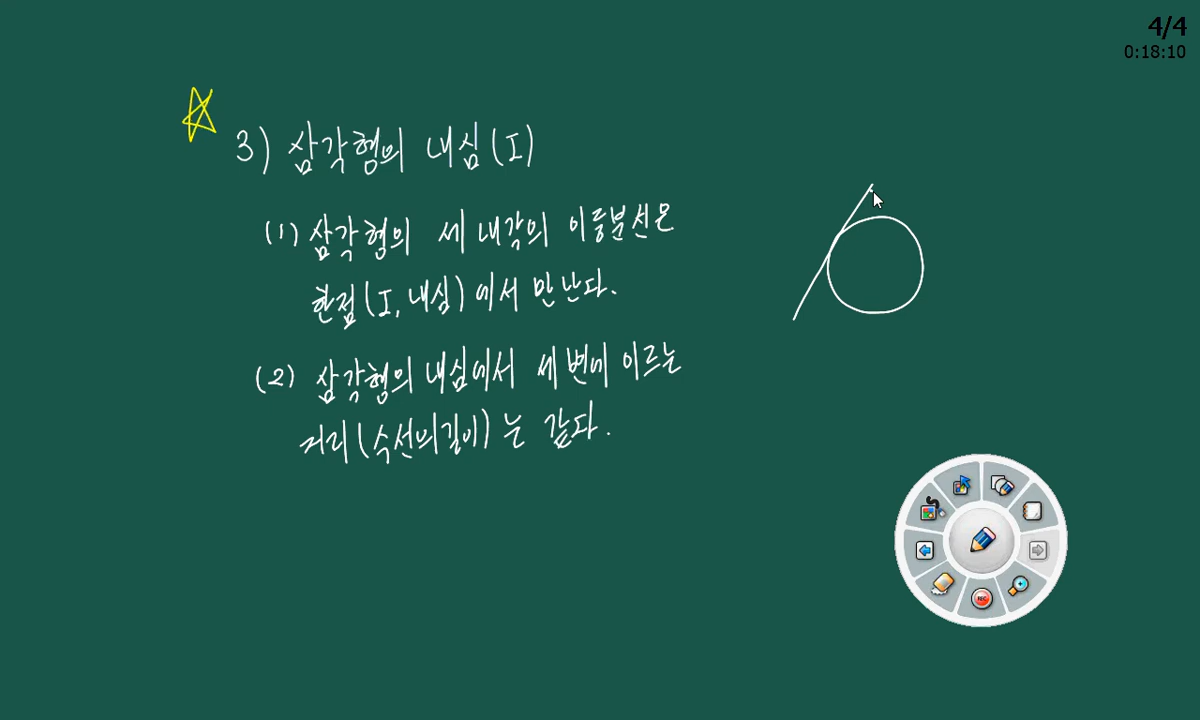 4/4
0:18:10
3) 삼각형의 내심(I)
(1) 삼각형의 세 내각의 이등분선은
한점(I, 내심)에서 만난다.
(2) 삼각형의 내심에서 세 변에 이르는
거리(수선의길이)는 같다.
REC